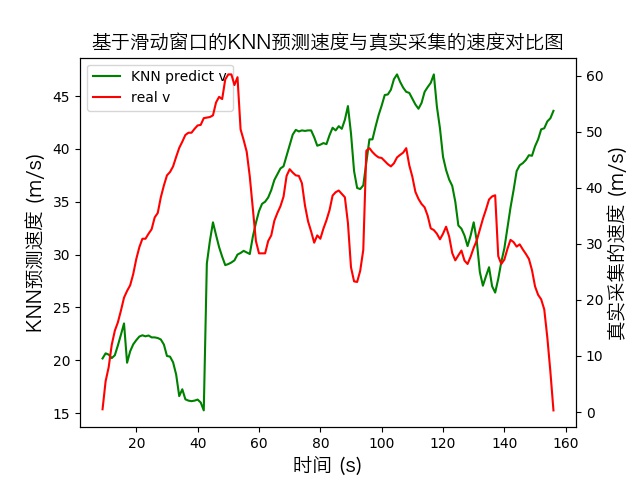 基于滑动窗口的KNN预测速度与真实采集的速度对比图
KNN predict v
real v
KNN预测速度 (m/s)
45
40
35
30
25
20
15
60
50
40
30
20
10
0
真实采集的速度 (m/s)
20 40 60 80 100 120 140 160
时间 (s)